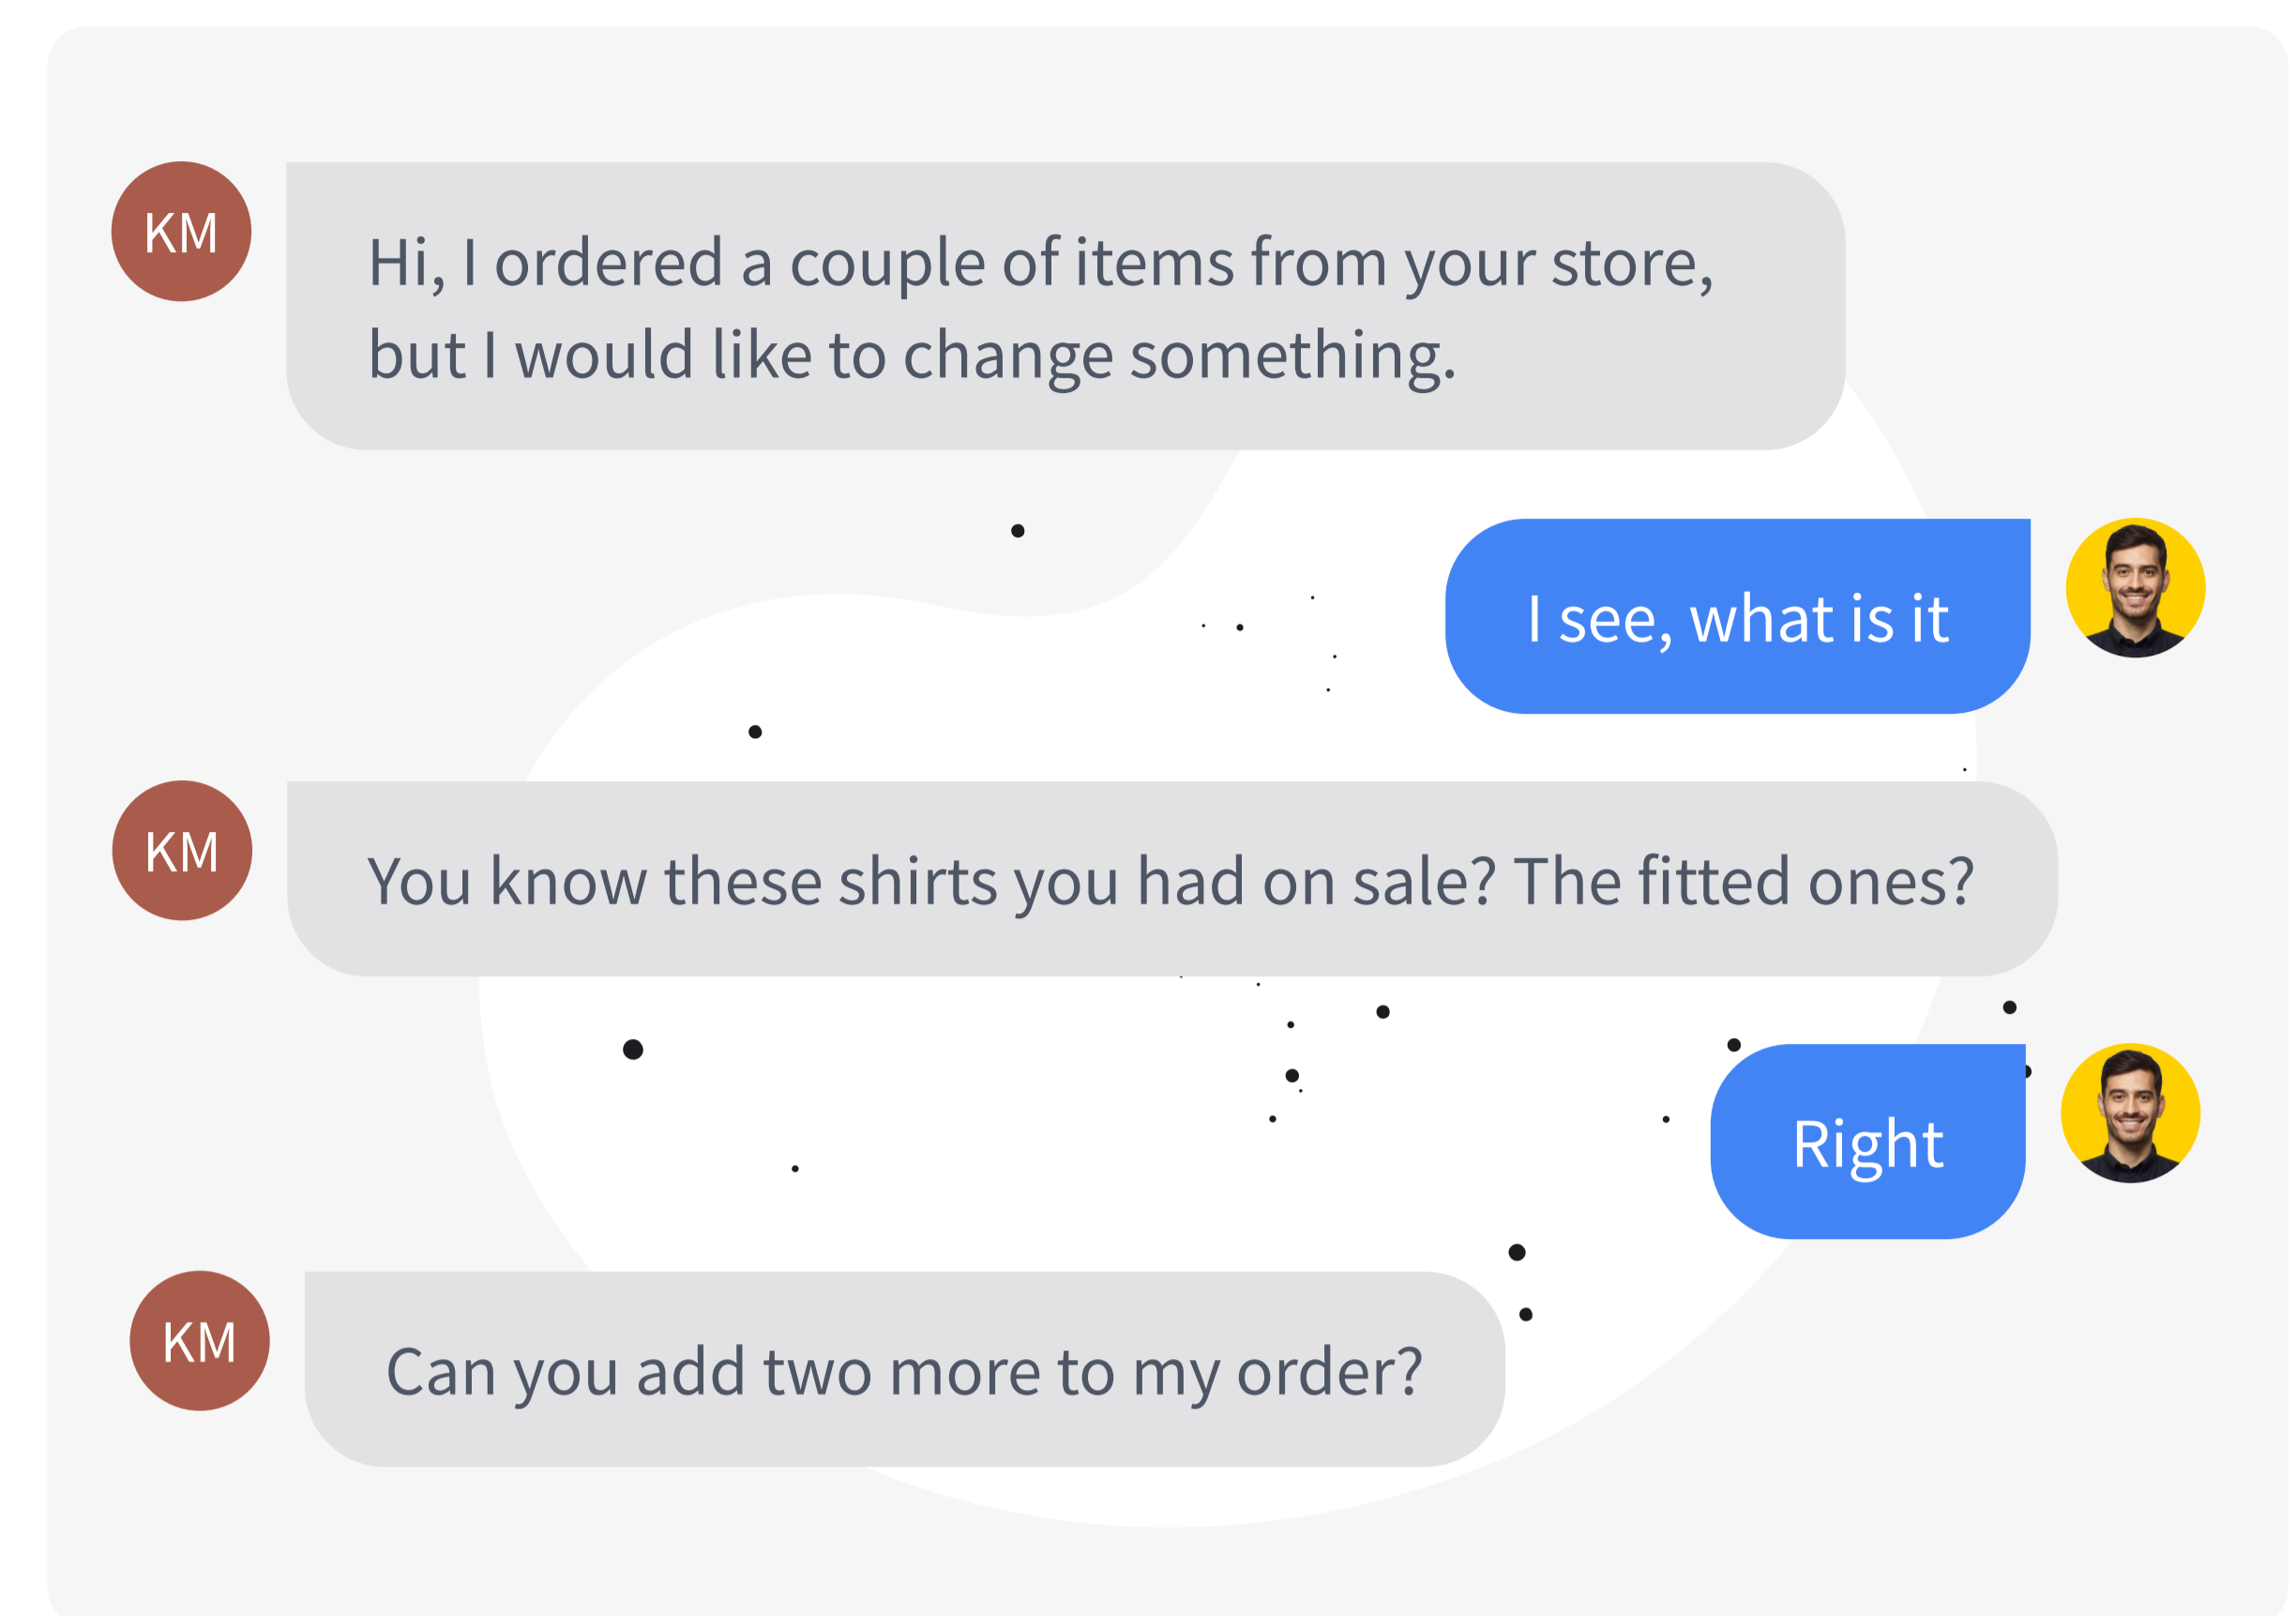 KM
Hi, I ordered a couple of items from your store,
but I would like to change something.
I see, what is it
KM
You know these shirts you had on sale? The fitted ones?
Right
KM
Can you add two more to my order?